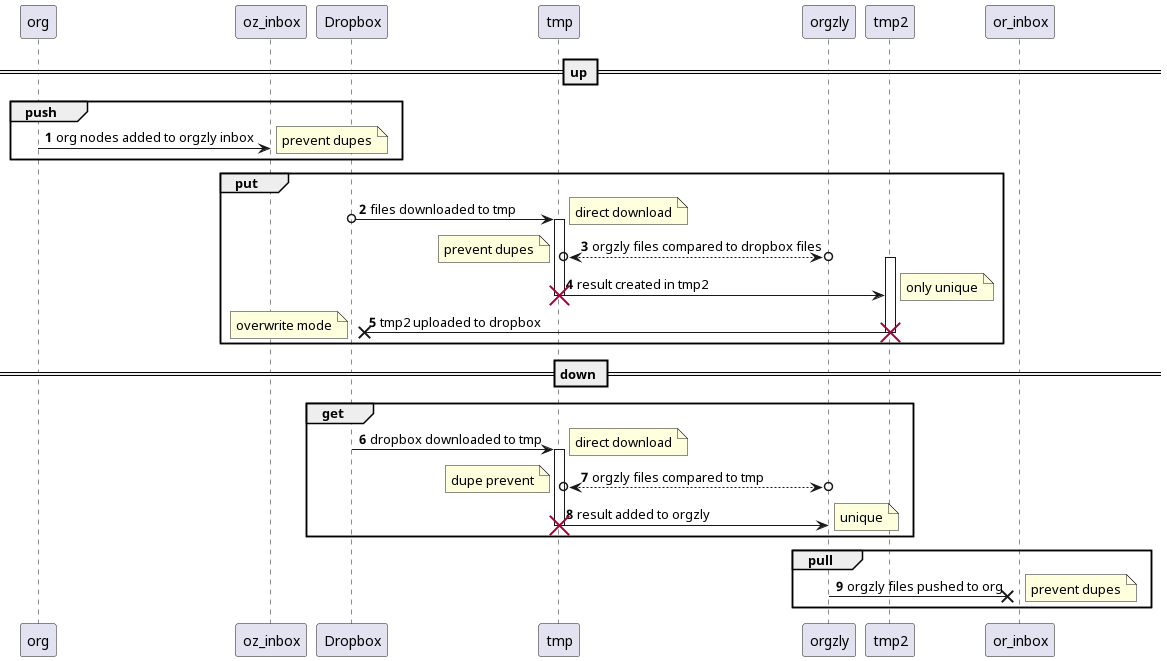 org oz_inbox Dropbox tmp orgzly tmp2 or_inbox
up
push
1 org nodes added to orgzly inbox
prevent dupes
put
2 files downloaded to tmp
direct download
prevent dupes
3 orgzly files compared to dropbox files
4 result created in tmp2
only unique
overwrite mode
5 tmp2 uploaded to dropbox
down
get
6 dropbox downloaded to tmp
direct download
dupe prevent
7 orgzly files compared to tmp
8 result added to orgzly
unique
pull
9 orgzly files pushed to org
prevent dupes
org oz_inbox Dropbox tmp orgzly tmp2 or_inbox